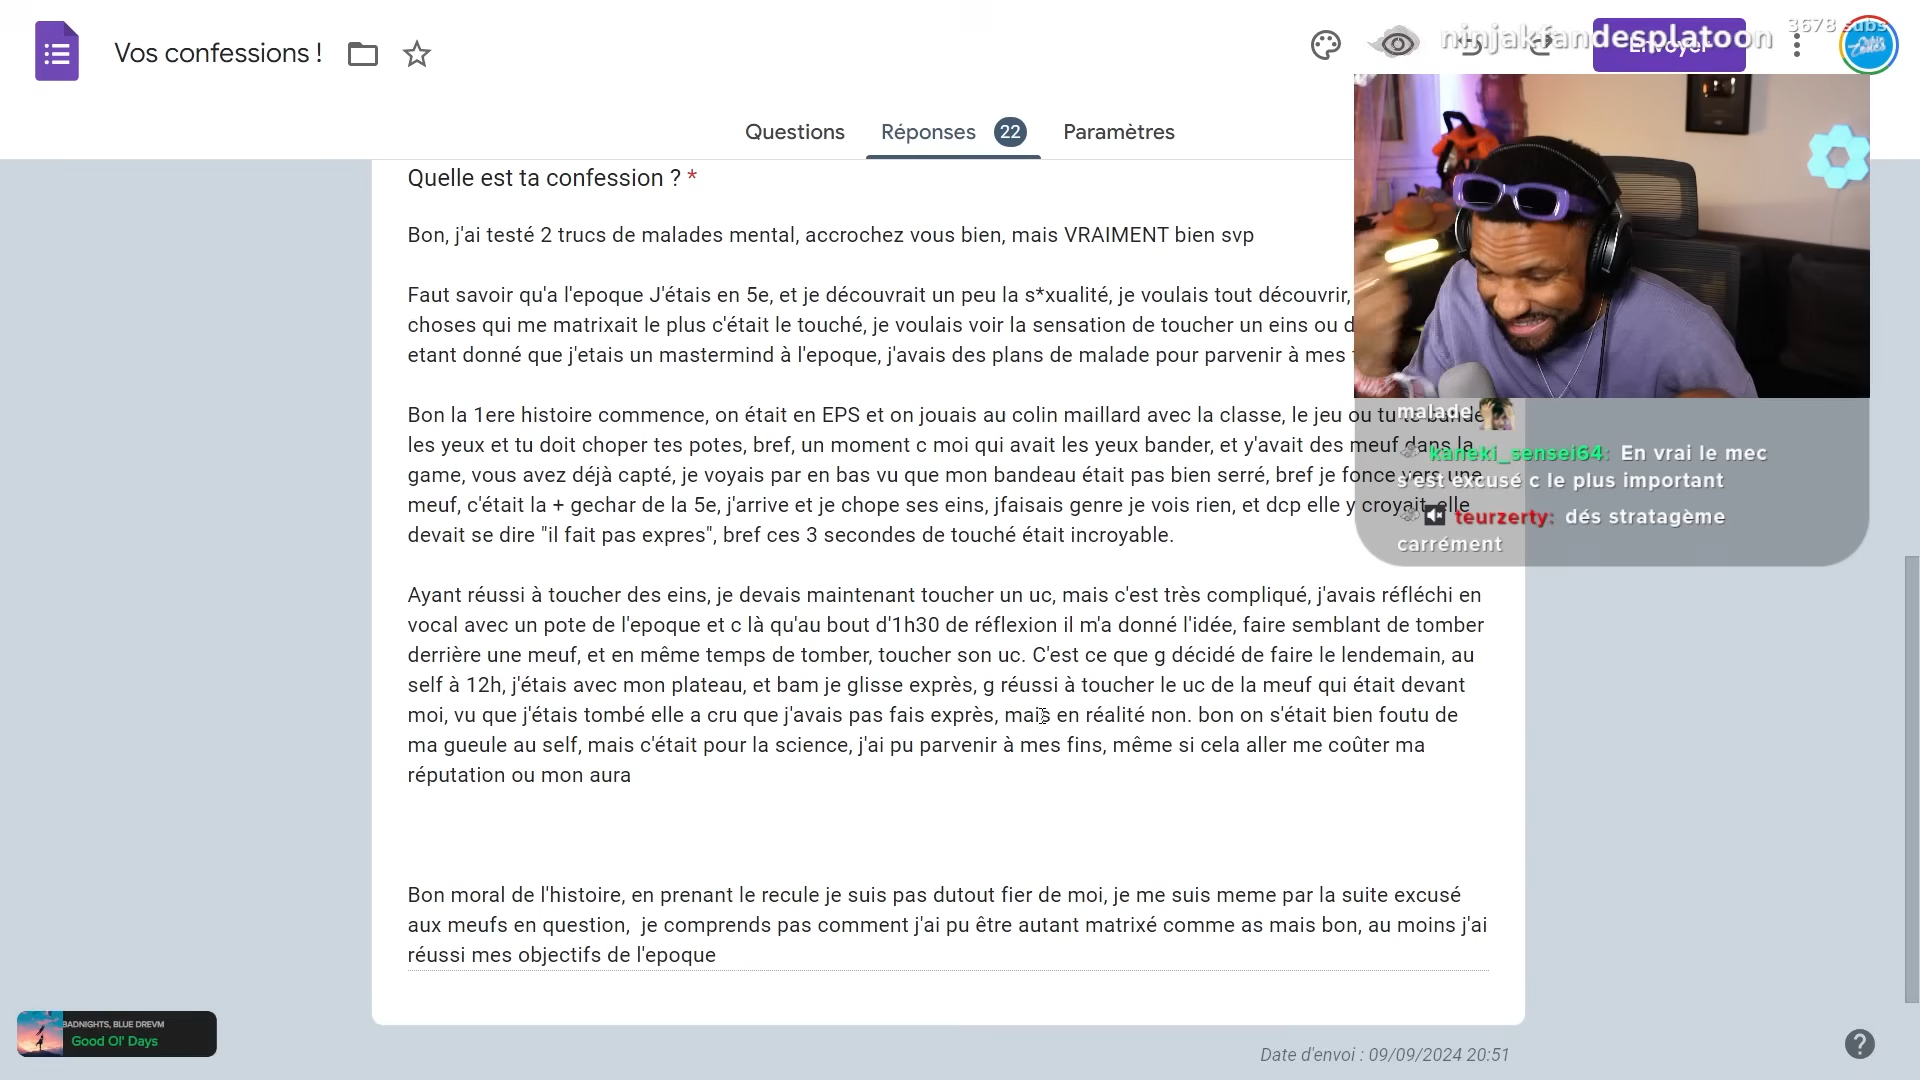 Vos confessions !
ninjakfandesplatoon
3678 subs
Questions
Réponses 22
Paramètres
Quelle est ta confession ? *
Bon, j'ai testé 2 trucs de malades mental, accrochez vous bien, mais VRAIMENT bien svp
Faut savoir qu'a l'epoque J'étais en 5e, et je découvrait un peu la s*xualité, je voulais tout découvrir,
choses qui me matrixait le plus c'était le touché, je voulais voir la sensation de toucher un eins ou
etant donné que j'etais un mastermind à l'epoque, j'avais des plans de malade pour parvenir à mes
Bon la 1ere histoire commence, on était en EPS et on jouais au colin maillard avec la classe, le jeu ou tu te bande
les yeux et tu doit choper tes potes, bref, un moment c moi qui avait les yeux bander, et y'avait des meuf dans la
game, vous avez déjà capté, je voyais par en bas vu que mon bandeau était pas bien serré, bref je fonce vers une
meuf, c'était la + gechar de la 5e, j'arrive et je chope ses eins, jfaisais genre je vois rien, et dcp elle y croyait, elle
devait se dire "il fait pas expres", bref ces 3 secondes de touché était incroyable.
Ayant réussi à toucher des eins, je devais maintenant toucher un uc, mais c'est très compliqué, j'avais réfléchi en
vocal avec un pote de l'epoque et c là qu'au bout d'1h30 de réflexion il m'a donné l'idée, faire semblant de tomber
derrière une meuf, et en même temps de tomber, toucher son uc. C'est ce que g décidé de faire le lendemain, au
self à 12h, j'étais avec mon plateau, et bam je glisse exprès, g réussi à toucher le uc de la meuf qui était devant
moi, vu que j'étais tombé elle a cru que j'avais pas fais exprès, mais en réalité non. bon on s'était bien foutu de
ma gueule au self, mais c'était pour la science, j'ai pu parvenir à mes fins, même si cela aller me coûter ma
réputation ou mon aura
Bon moral de l'histoire, en prenant le recule je suis pas dutout fier de moi, je me suis meme par la suite excusé
aux meufs en question,  je comprends pas comment j'ai pu être autant matrixé comme as mais bon, au moins j'ai
réussi mes objectifs de l'epoque
malade
kaneki_sensei64: En vrai le mec
s'est excusé c le plus important
teurzerty: dés stratagème
carrément
BADNIGHTS, BLUE DREVM
Good Ol' Days
Date d'envoi : 09/09/2024 20:51